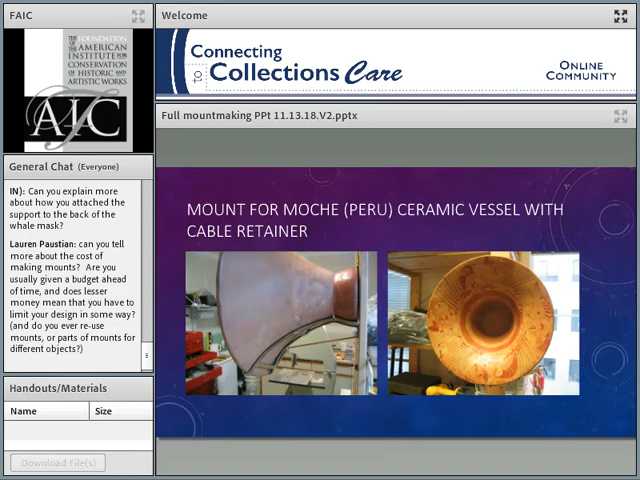 FAIC
THE FOUNDATION
OF THE AMERICAN
INSTITUTE FOR
CONSERVATION
OF HISTORIC AND
ARTISTIC WORKS
AIC
General Chat (Everyone)
IN): Can you explain more
about how you attached the
support to the back of the
whale mask?
Lauren Paustian: can you tell
more about the cost of
making mounts? Are you
usually given a budget ahead
of time, and does lesser
money mean that you have to
limit your design in some way?
(and do you ever re-use
mounts, or parts of mounts for
different objects?)
Handouts/Materials
Name Size
Download File(s)
Welcome
Connecting
to Collections Care
ONLINE
COMMUNITY
Full mountmaking PPt 11.13.18.V2.pptx
MOUNT FOR MOCHE (PERU) CERAMIC VESSEL WITH
CABLE RETAINER